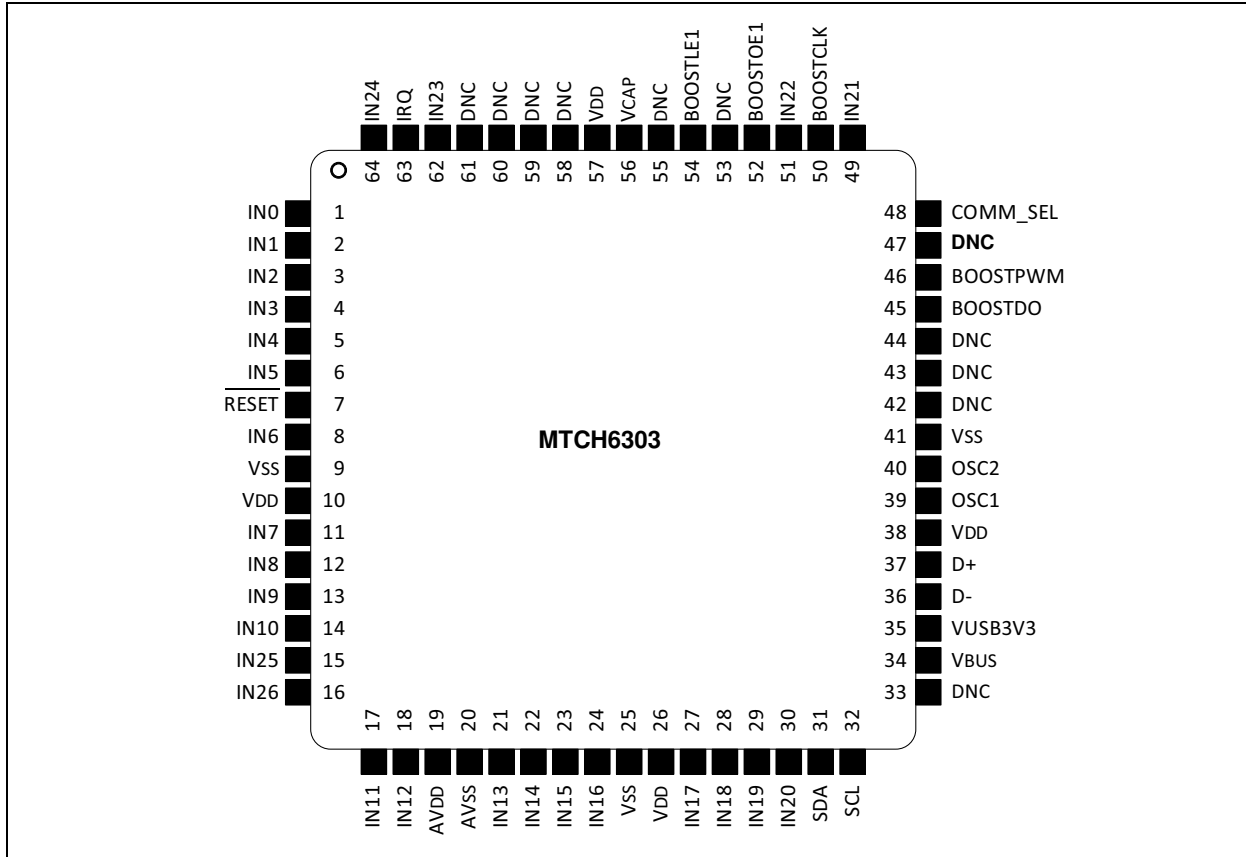 IN24 IRQ IN23 DNC DNC DNC DNC VDD VCAP DNC BOOSTLE1 DNC BOOSTOE1 IN22 BOOSTCLK IN21
64 63 62 61 60 59 58 57 56 55 54 53 52 51 50 49
IN0 1 48 COMM_SEL
IN1 2 47 DNC
IN2 3 46 BOOSTPWM
IN3 4 45 BOOSTDO
IN4 5 44 DNC
IN5 6 43 DNC
RESET 7 42 DNC
IN6 8 MTCH6303 41 VSS
VSS 9 40 OSC2
VDD 10 39 OSC1
IN7 11 38 VDD
IN8 12 37 D+
IN9 13 36 D-
IN10 14 35 VUSB3V3
IN25 15 34 VBUS
IN26 16 33 DNC
17 18 19 20 21 22 23 24 25 26 27 28 29 30 31 32
IN11 IN12 AVDD AVSS IN13 IN14 IN15 IN16 VSS VDD IN17 IN18 IN19 IN20 SDA SCL